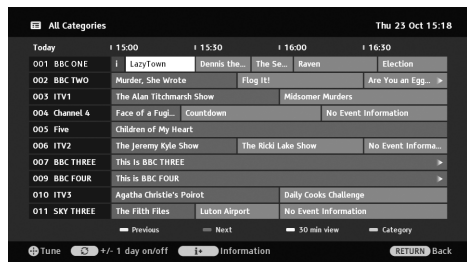 All Categories Thu 23 Oct 15:18
Today 15:00 15:30 16:00 16:30
001 BBC ONE i LazyTown Dennis the... The Se... Raven Election
002 BBC TWO Murder, She Wrote Flog It! Are You an Egg...
003 ITV1 The Alan Titchmarsh Show Midsomer Murders
004 Channel 4 Face of a Fugi... Countdown No Event Information
005 Five Children of My Heart
006 ITV2 The Jeremy Kyle Show The Ricki Lake Show No Event Informa...
007 BBC THREE This Is BBC THREE
009 BBC FOUR This is BBC FOUR
010 ITV3 Agatha Christie's Poirot Daily Cooks Challenge
011 SKY THREE The Filth Files Luton Airport No Event Information
Previous Next 30 min view Category
Tune +/- 1 day on/off i+ Information RETURN Back